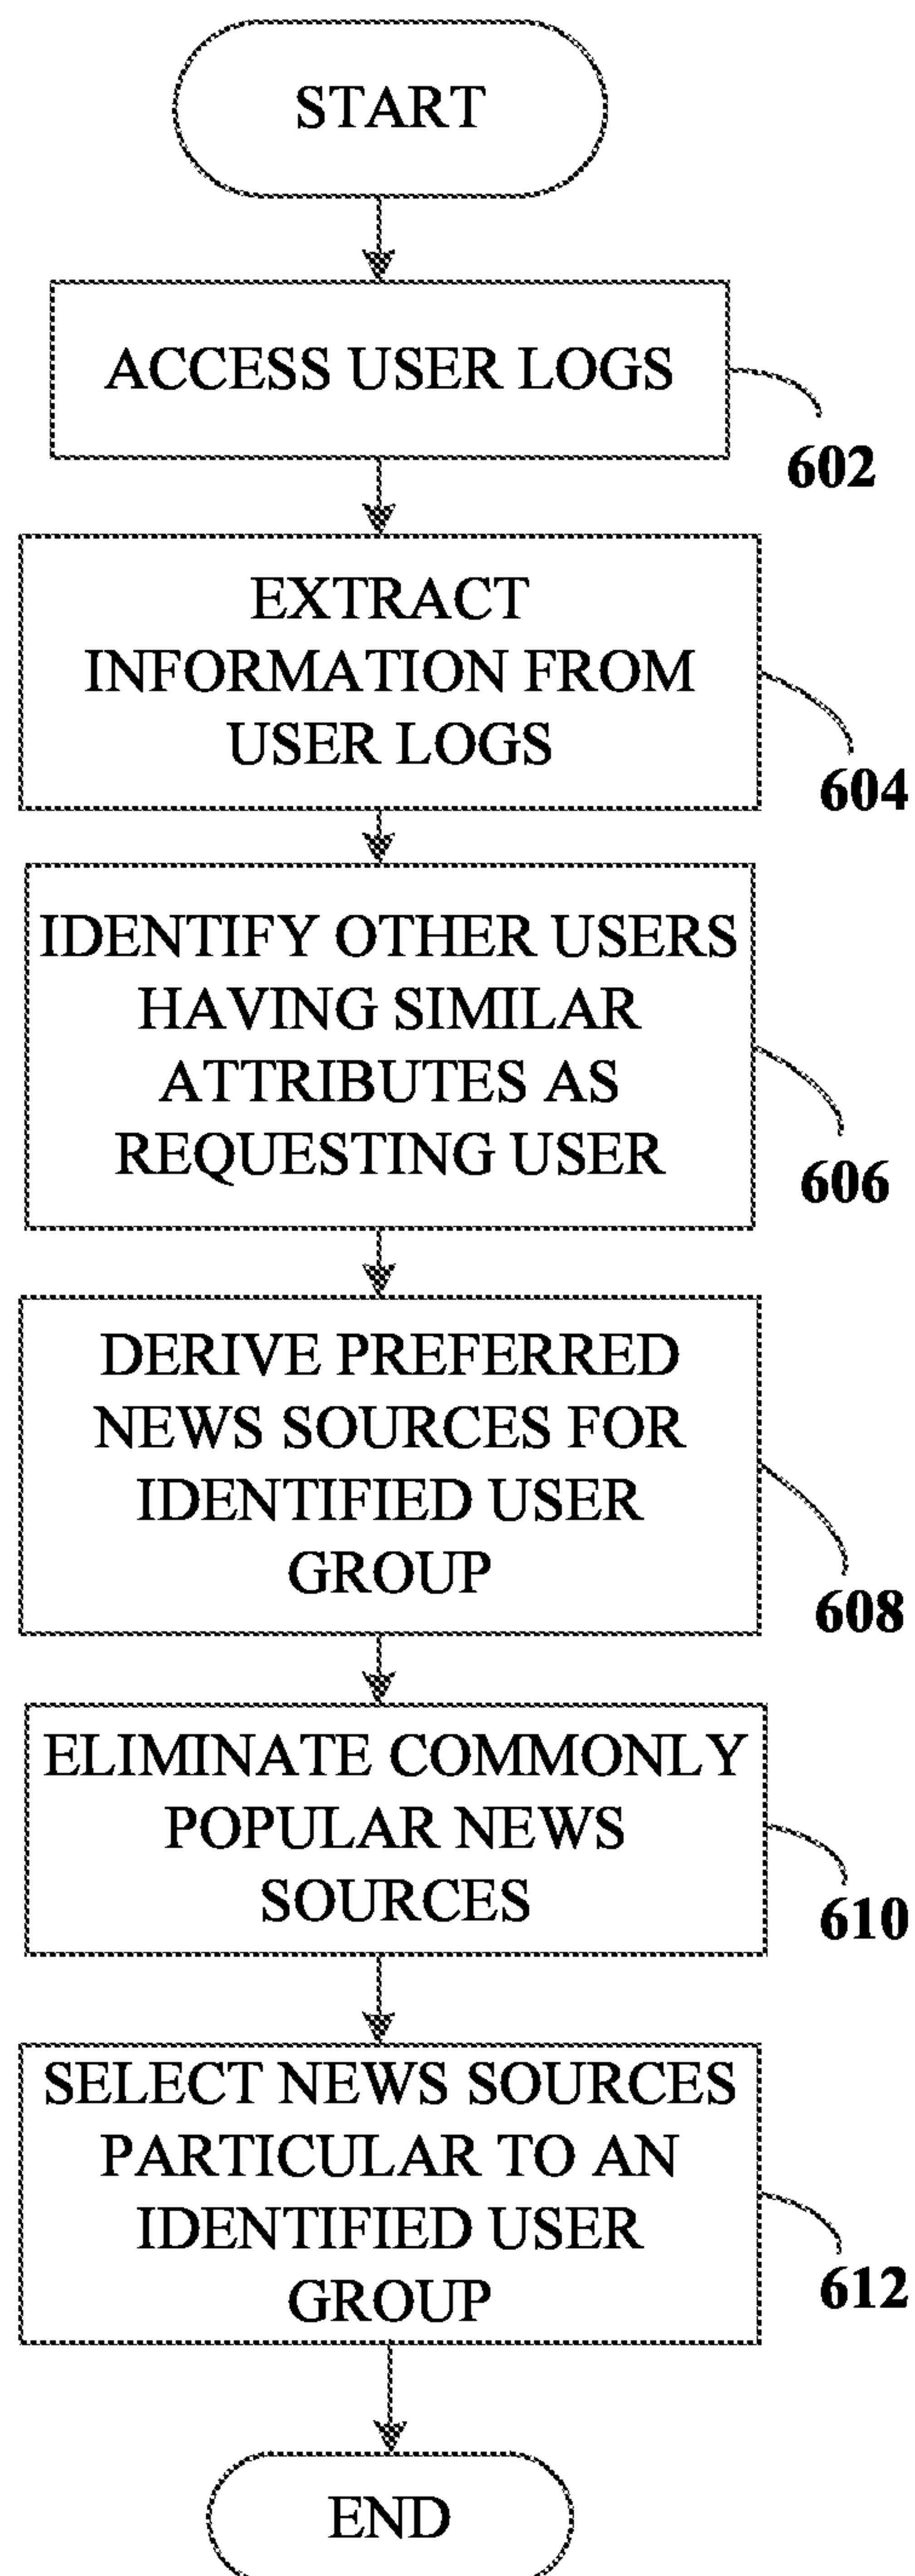 START
ACCESS USER LOGS
602
EXTRACT
INFORMATION FROM
USER LOGS
604
IDENTIFY OTHER USERS
HAVING SIMILAR
ATTRIBUTES AS
REQUESTING USER
606
DERIVE PREFERRED
NEWS SOURCES FOR
IDENTIFIED USER
GROUP
608
ELIMINATE COMMONLY
POPULAR NEWS
SOURCES
610
SELECT NEWS SOURCES
PARTICULAR TO AN
IDENTIFIED USER
GROUP
612
END